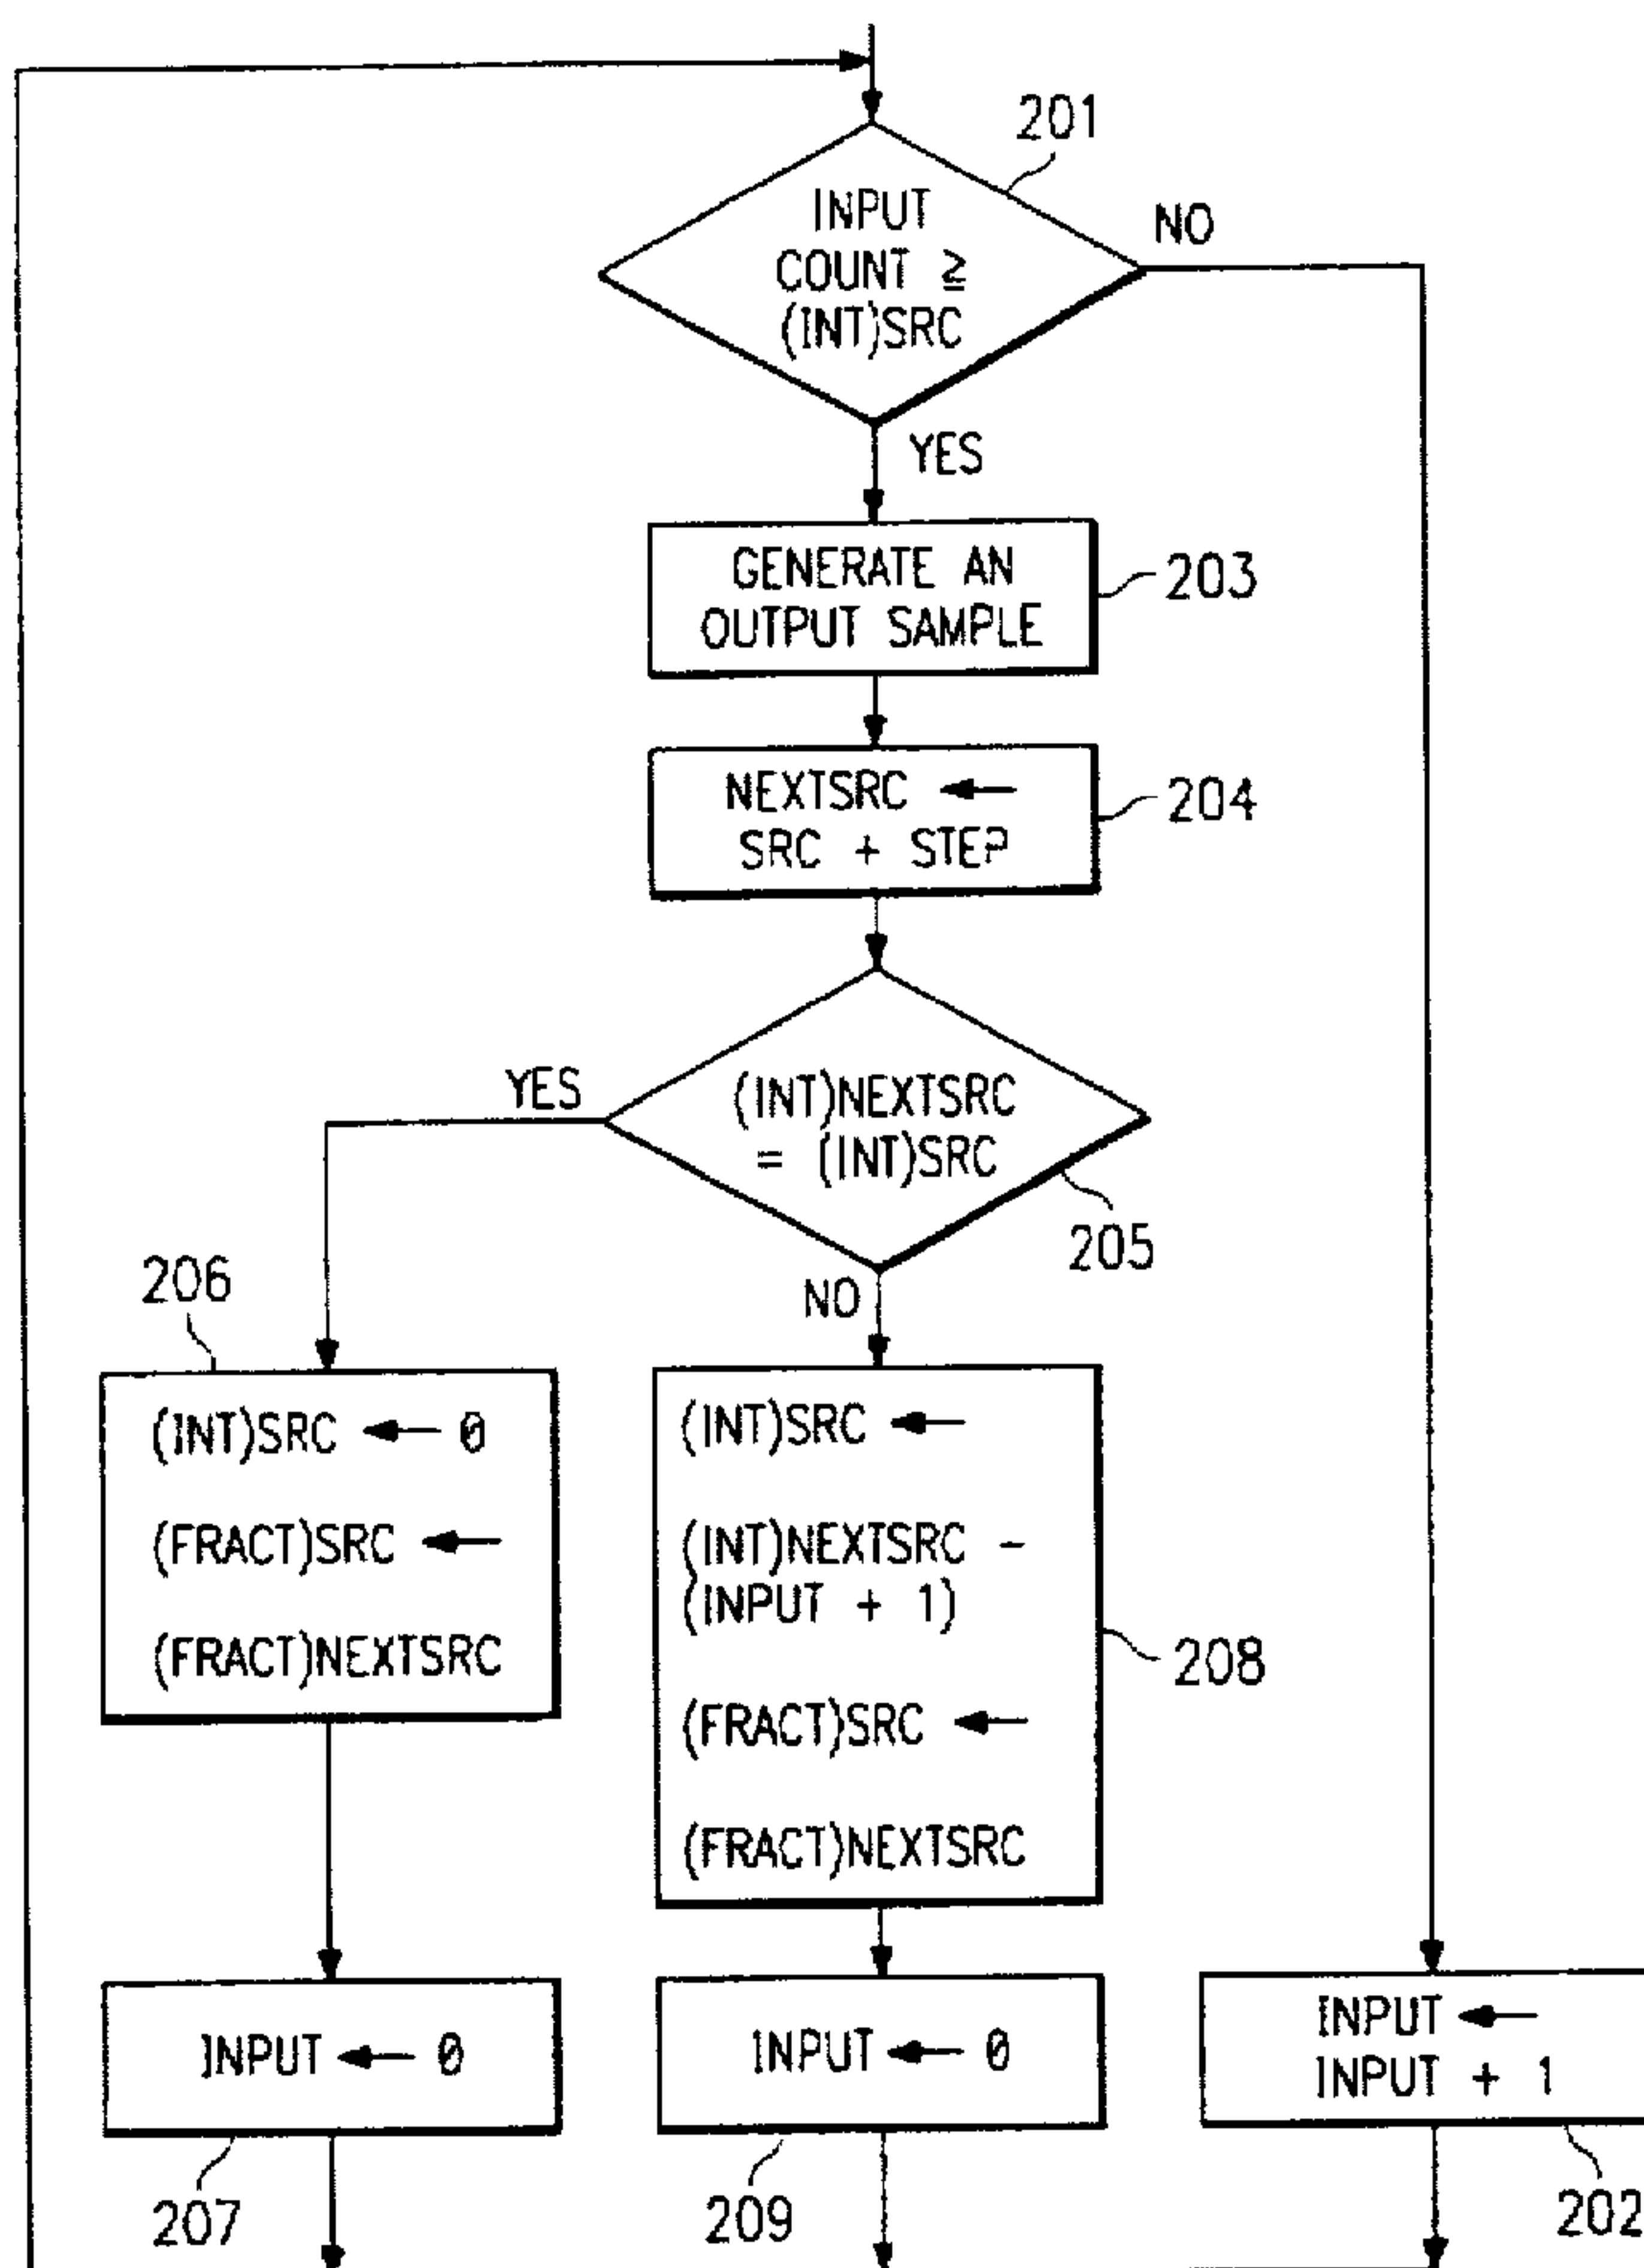 201
INPUT
COUNT ≥
(INT)SRC
NO
YES
GENERATE AN
OUTPUT SAMPLE
203
NEXTSRC ←
SRC + STEP
204
(INT)NEXTSRC
= (INT)SRC
YES
205
NO
206
(INT)SRC ← 0
(FRACT)SRC ←
(FRACT)NEXTSRC
(INT)SRC ←
(INT)NEXTSRC -
(INPUT + 1)
(FRACT)SRC ←
(FRACT)NEXTSRC
208
INPUT ← 0
207
INPUT ← 0
209
INPUT ←
INPUT + 1
202